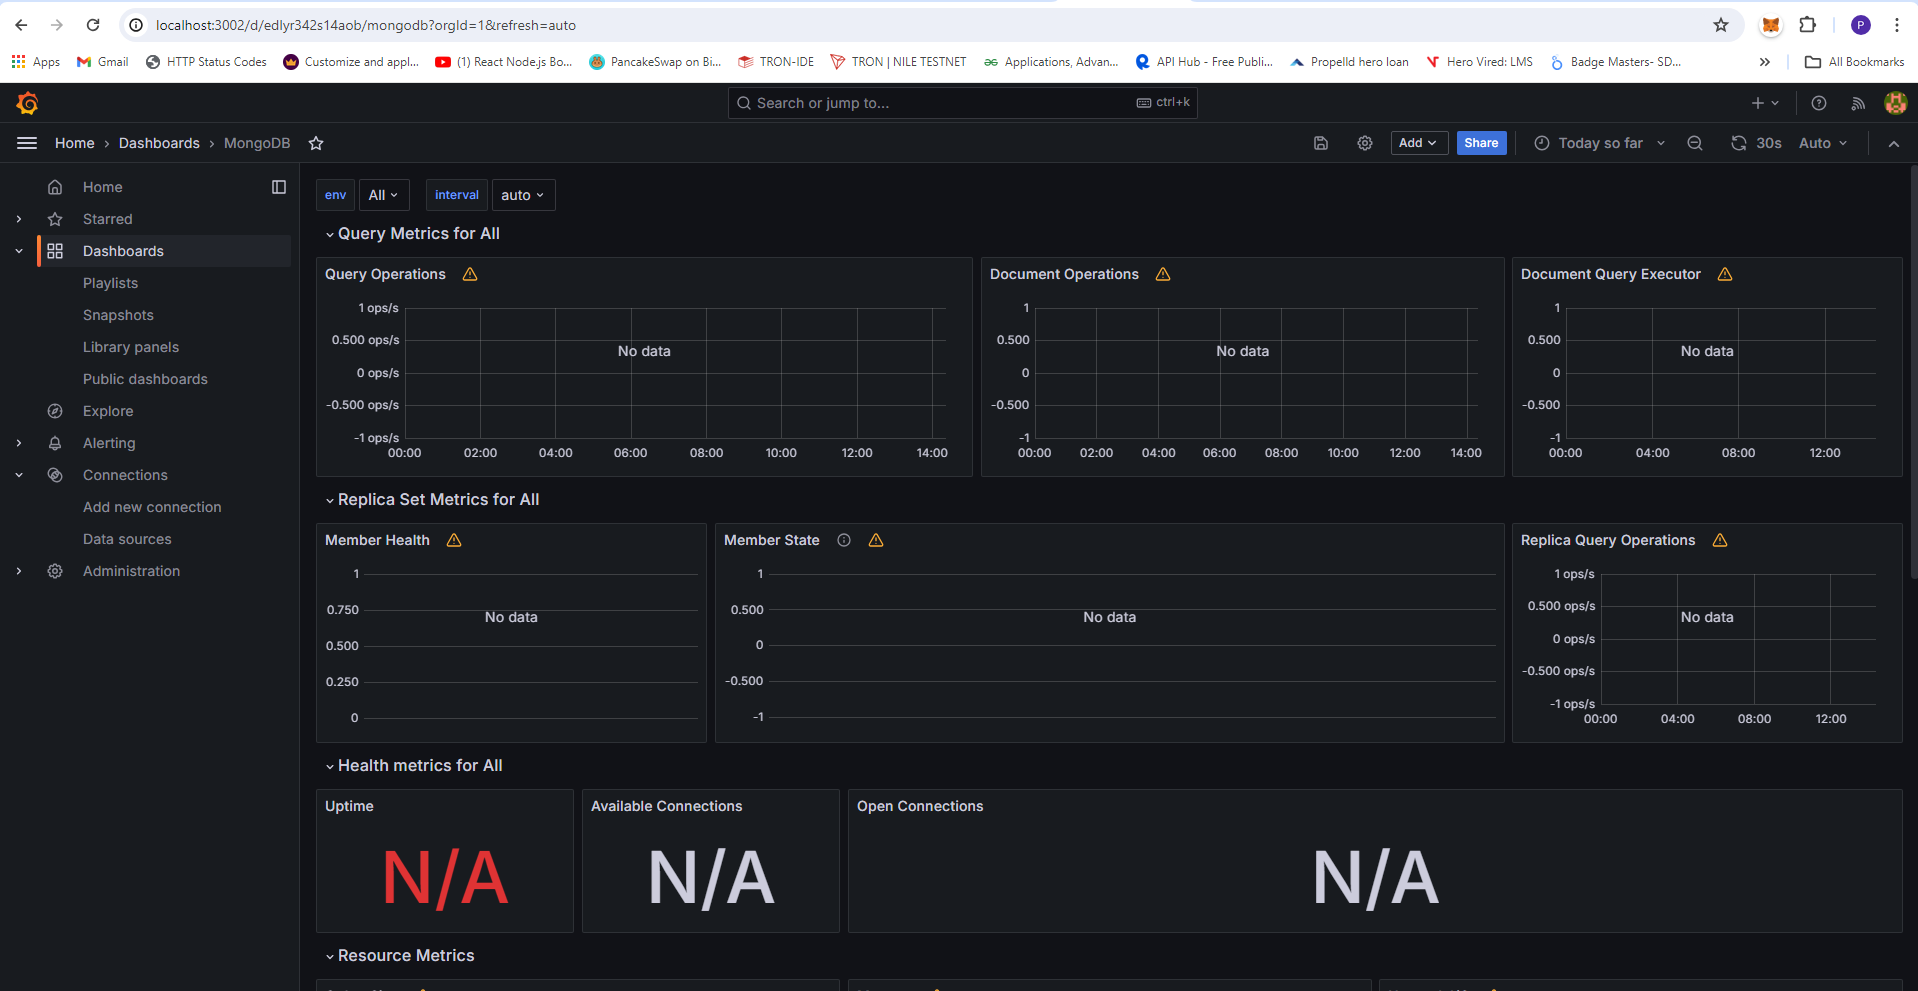 localhost:3002/d/edlyr342s14aob/mongodb?orgId=1&refresh=auto
P
Apps Gmail HTTP Status Codes Customize and appl... (1) React Node.js Bo... PancakeSwap on Bi... TRON-IDE TRON | NILE TESTNET Applications, Advan... API Hub - Free Publi... Propelld hero loan Hero Vired: LMS Badge Masters- SD... » All Bookmarks
Search or jump to... ctrl+k
Home › Dashboards › MongoDB Add Share Today so far 30s Auto
Home
Starred
Dashboards
Playlists
Snapshots
Library panels
Public dashboards
Explore
Alerting
Connections
Add new connection
Data sources
Administration
env All interval auto
Query Metrics for All
Query Operations
1 ops/s
0.500 ops/s
0 ops/s
-0.500 ops/s
-1 ops/s
No data
00:00 02:00 04:00 06:00 08:00 10:00 12:00 14:00
Document Operations
1
0.500
0
-0.500
-1
No data
00:00 02:00 04:00 06:00 08:00 10:00 12:00 14:00
Document Query Executor
1
0.500
0
-0.500
-1
No data
00:00 04:00 08:00 12:00
Replica Set Metrics for All
Member Health
1
0.750
0.500
0.250
0
No data
Member State
1
0.500
0
-0.500
-1
No data
Replica Query Operations
1 ops/s
0.500 ops/s
0 ops/s
-0.500 ops/s
-1 ops/s
No data
00:00 04:00 08:00 12:00
Health metrics for All
Uptime
N/A
Available Connections
N/A
Open Connections
N/A
Resource Metrics